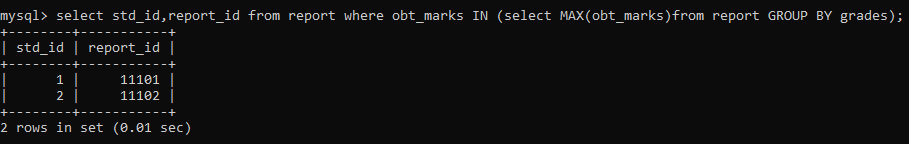 mysql> select std_id,report_id from report where obt_marks IN (select MAX(obt_marks)from report GROUP BY grades);
+--------+-----------+
| std_id | report_id |
+--------+-----------+
|      1 |     11101 |
|      2 |     11102 |
+--------+-----------+
2 rows in set (0.01 sec)